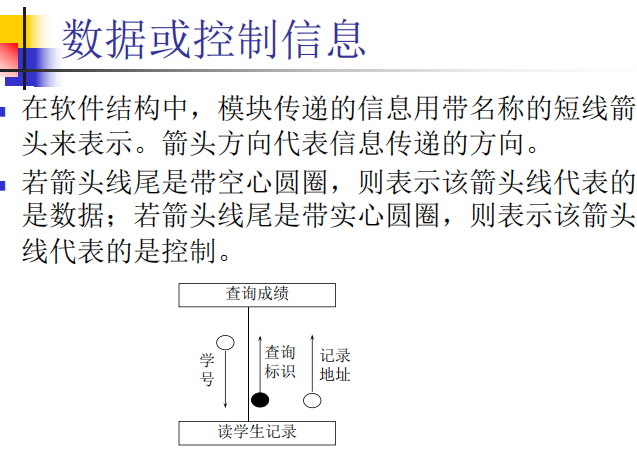 数据或控制信息
在软件结构中，模块传递的信息用带名称的短线箭
头来表示。箭头方向代表信息传递的方向。
若箭头线尾是带空心圆圈，则表示该箭头线代表的
是数据；若箭头线尾是带实心圆圈，则表示该箭头
线代表的是控制。
查询成绩
学
号
查询
标识
记录
地址
读学生记录